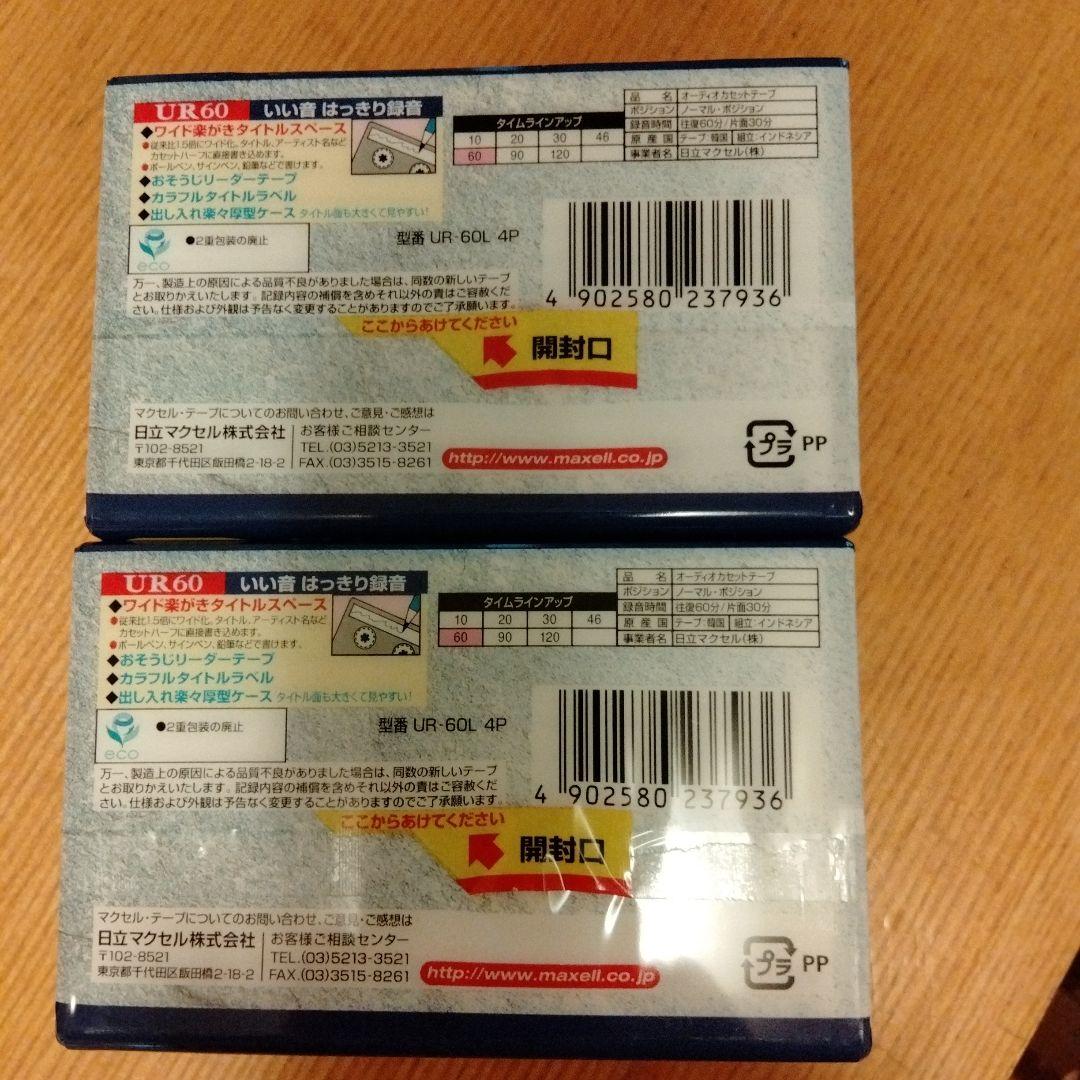 UR60 いい音 はっきり録音
◆ワイド楽がきタイトルスペース
●従来比1.5倍にワイド化。タイトル、アーティスト名など
カセットハーフに直接書き込めます。
●ボールペン、サインペン、鉛筆などで書けます。
◆おそうじリーダーテープ
◆カラフルタイトルラベル
◆出し入れ楽々厚型ケース タイトル面も大きくて見やすい!
タイムラインアップ
10 20 30 46
60 90 120
品名 オーディオカセットテープ
ポジション ノーマル・ポジション
録音時間 往復60分/片面30分
原産国 テープ:韓国 組立:インドネシア
事業者名 日立マクセル(株)
eco
●2重包装の廃止
型番 UR-60L 4P
万一、製造上の原因による品質不良がありました場合は、同数の新しいテープ
とお取りかえいたします。記録内容の補償を含めそれ以外の責はご容赦くだ
さい。仕様および外観は予告なく変更することがありますのでご了承願います。
4 902580 237936
ここからあけてください
開封口
マクセル・テープについてのお問い合わせ、ご意見・ご感想は
日立マクセル株式会社 お客様ご相談センター
〒102-8521 TEL.(03)5213-3521
東京都千代田区飯田橋2-18-2 FAX.(03)3515-8261
http://www.maxell.co.jp
プラ PP
UR60 いい音 はっきり録音
◆ワイド楽がきタイトルスペース
●従来比1.5倍にワイド化。タイトル、アーティスト名など
カセットハーフに直接書き込めます。
●ボールペン、サインペン、鉛筆などで書けます。
◆おそうじリーダーテープ
◆カラフルタイトルラベル
◆出し入れ楽々厚型ケース タイトル面も大きくて見やすい!
タイムラインアップ
10 20 30 46
60 90 120
品名 オーディオカセットテープ
ポジション ノーマル・ポジション
録音時間 往復60分/片面30分
原産国 テープ:韓国 組立:インドネシア
事業者名 日立マクセル(株)
eco
●2重包装の廃止
型番 UR-60L 4P
万一、製造上の原因による品質不良がありました場合は、同数の新しいテープ
とお取りかえいたします。記録内容の補償を含めそれ以外の責はご容赦くだ
さい。仕様および外観は予告なく変更することがありますのでご了承願います。
4 902580 237936
ここからあけてください
開封口
マクセル・テープについてのお問い合わせ、ご意見・ご感想は
日立マクセル株式会社 お客様ご相談センター
〒102-8521 TEL.(03)5213-3521
東京都千代田区飯田橋2-18-2 FAX.(03)3515-8261
http://www.maxell.co.jp
プラ PP